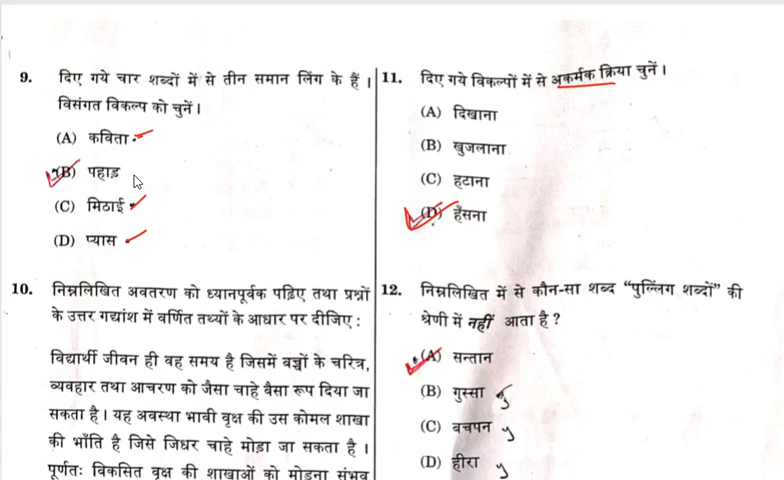 9. दिए गये चार शब्दों में से तीन समान लिंग के हैं।
विसंगत विकल्प को चुनें।
(A) कविता
(B) पहाड़
(C) मिठाई
(D) प्यास
10. निम्नलिखित अवतरण को ध्यानपूर्वक पढ़िए तथा प्रश्नों
के उत्तर गद्यांश में वर्णित तथ्यों के आधार पर दीजिए :
विद्यार्थी जीवन ही वह समय है जिसमें बच्चों के चरित्र,
व्यवहार तथा आचरण को जैसा चाहे वैसा रूप दिया जा
सकता है। यह अवस्था भावी वृक्ष की उस कोमल शाखा
की भाँति है जिसे जिधर चाहे मोड़ा जा सकता है।
पूर्णतः विकसित वृक्ष की शाखाओं को मोड़ना संभव
11. दिए गये विकल्पों में से अकर्मक क्रिया चुनें।
(A) दिखाना
(B) खुजलाना
(C) हटाना
(D) हँसना
12. निम्नलिखित में से कौन-सा शब्द “पुल्लिंग शब्दों” की
श्रेणी में नहीं आता है?
(A) सन्तान
(B) गुस्सा
(C) बचपन
(D) हीरा